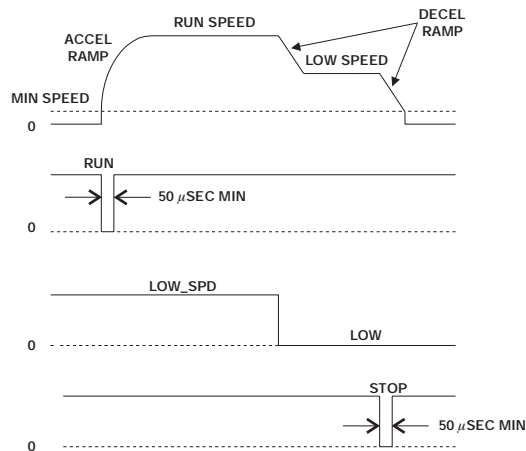 RUN SPEED
DECEL
RAMP
ACCEL
RAMP
LOW SPEED
MIN SPEED
0
RUN
50 µSEC MIN
0
LOW_SPD
LOW
0
STOP
50 µSEC MIN
0